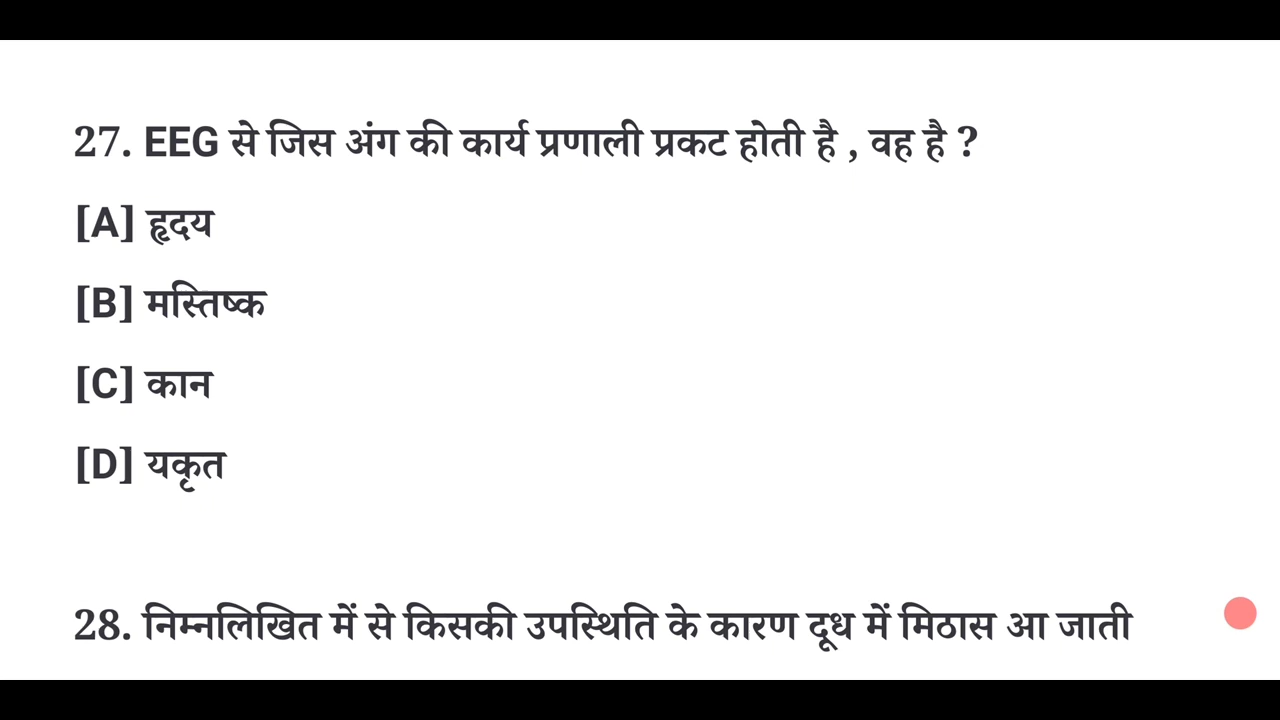 27. EEG से जिस अंग की कार्य प्रणाली प्रकट होती है , वह है ?
[A] हृदय
[B] मस्तिष्क
[C] कान
[D] यकृत
28. निम्नलिखित में से किसकी उपस्थिति के कारण दूध में मिठास आ जाती